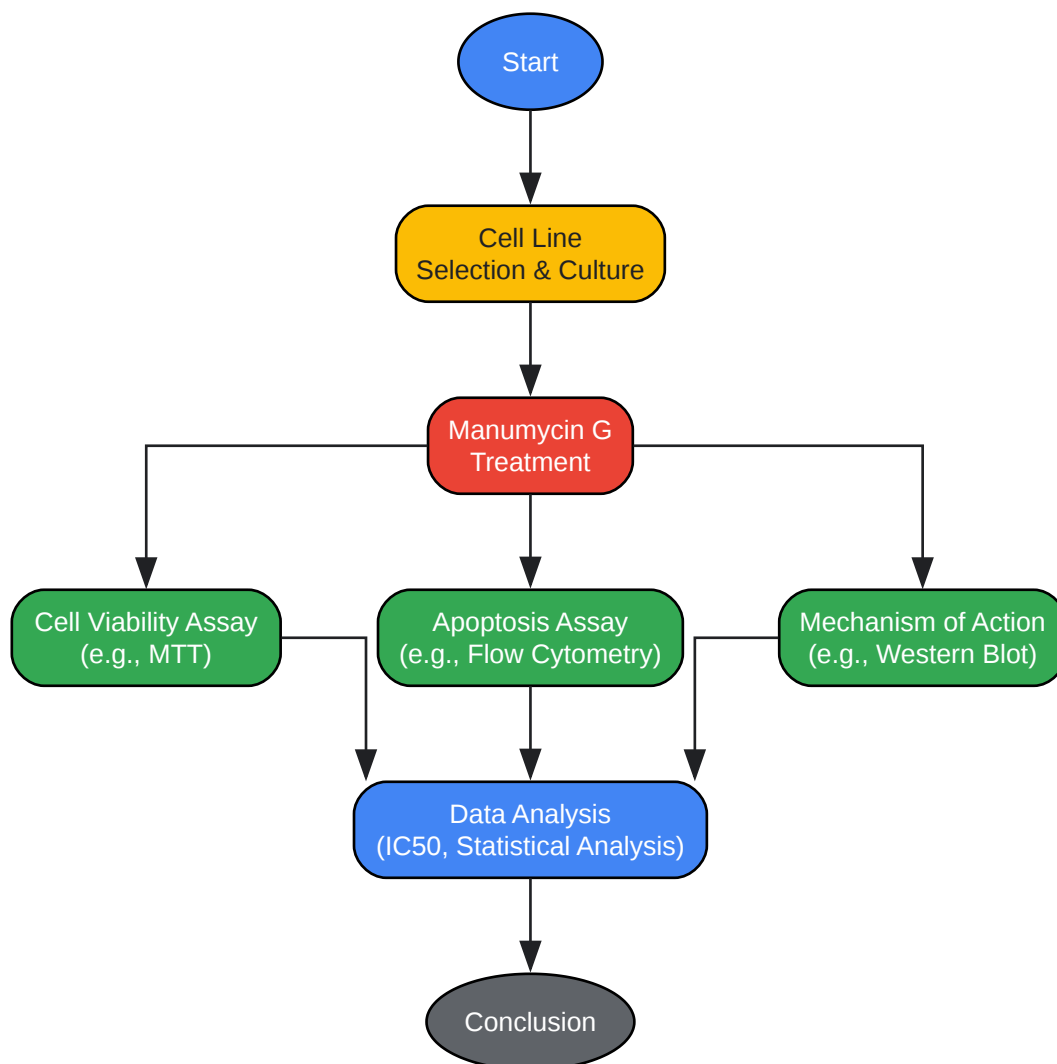 Start
Cell Line
Selection & Culture
Manumycin G
Treatment
Cell Viability Assay
(e.g., MTT)
Apoptosis Assay
(e.g., Flow Cytometry)
Mechanism of Action
(e.g., Western Blot)
Data Analysis
(IC50, Statistical Analysis)
Conclusion